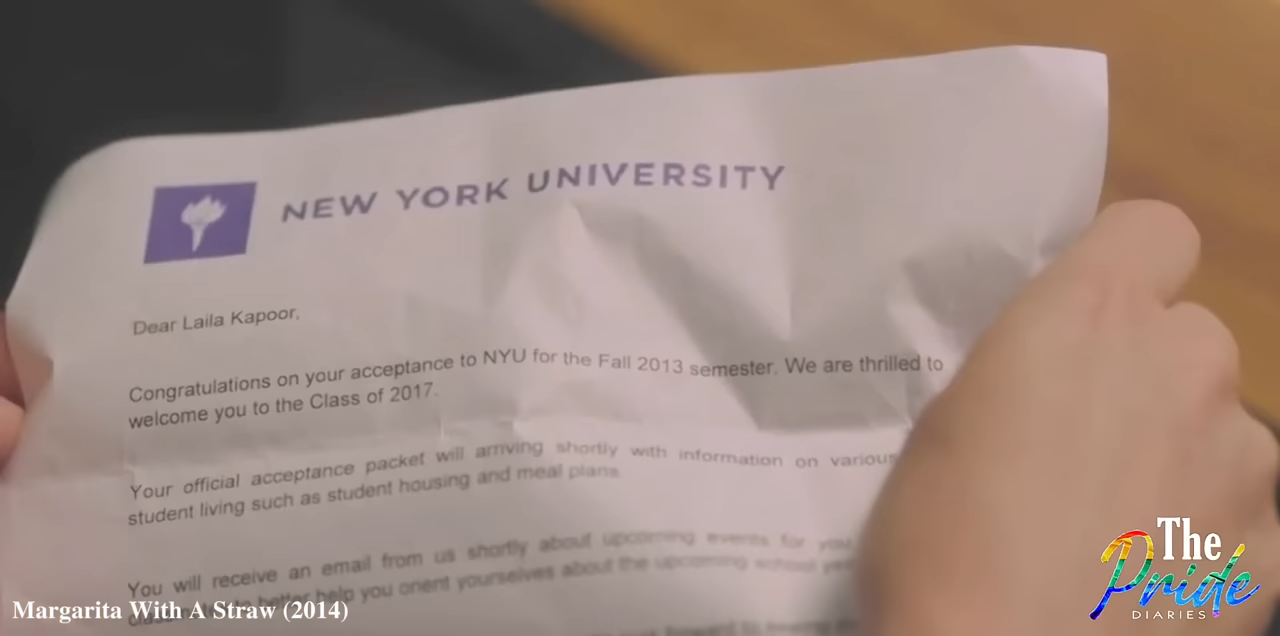 NEW YORK UNIVERSITY
Dear Laila Kapoor,
Congratulations on your acceptance to NYU for the Fall 2013 semester. We are thrilled to
welcome you to the Class of 2017.
Your official acceptance packet will arriving shortly with information on various
student living such as student housing and meal plans.
You will receive an email from us shortly about upcoming events for you
better help you orient yourselves about the upcoming school
Margarita With A Straw (2014)
The
Pride
DIARIES